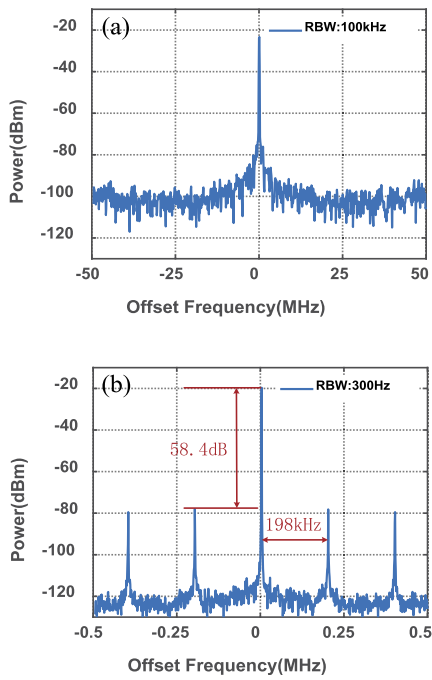 (a)
RBW:100kHz
-20
-40
-60
-80
-100
-120
Power(dBm)
-50
-25
0
25
50
Offset Frequency(MHz)
(b)
RBW:300Hz
-20
-40
-60
-80
-100
-120
Power(dBm)
58.4dB
198kHz
-0.5
-0.25
0
0.25
0.5
Offset Frequency(MHz)